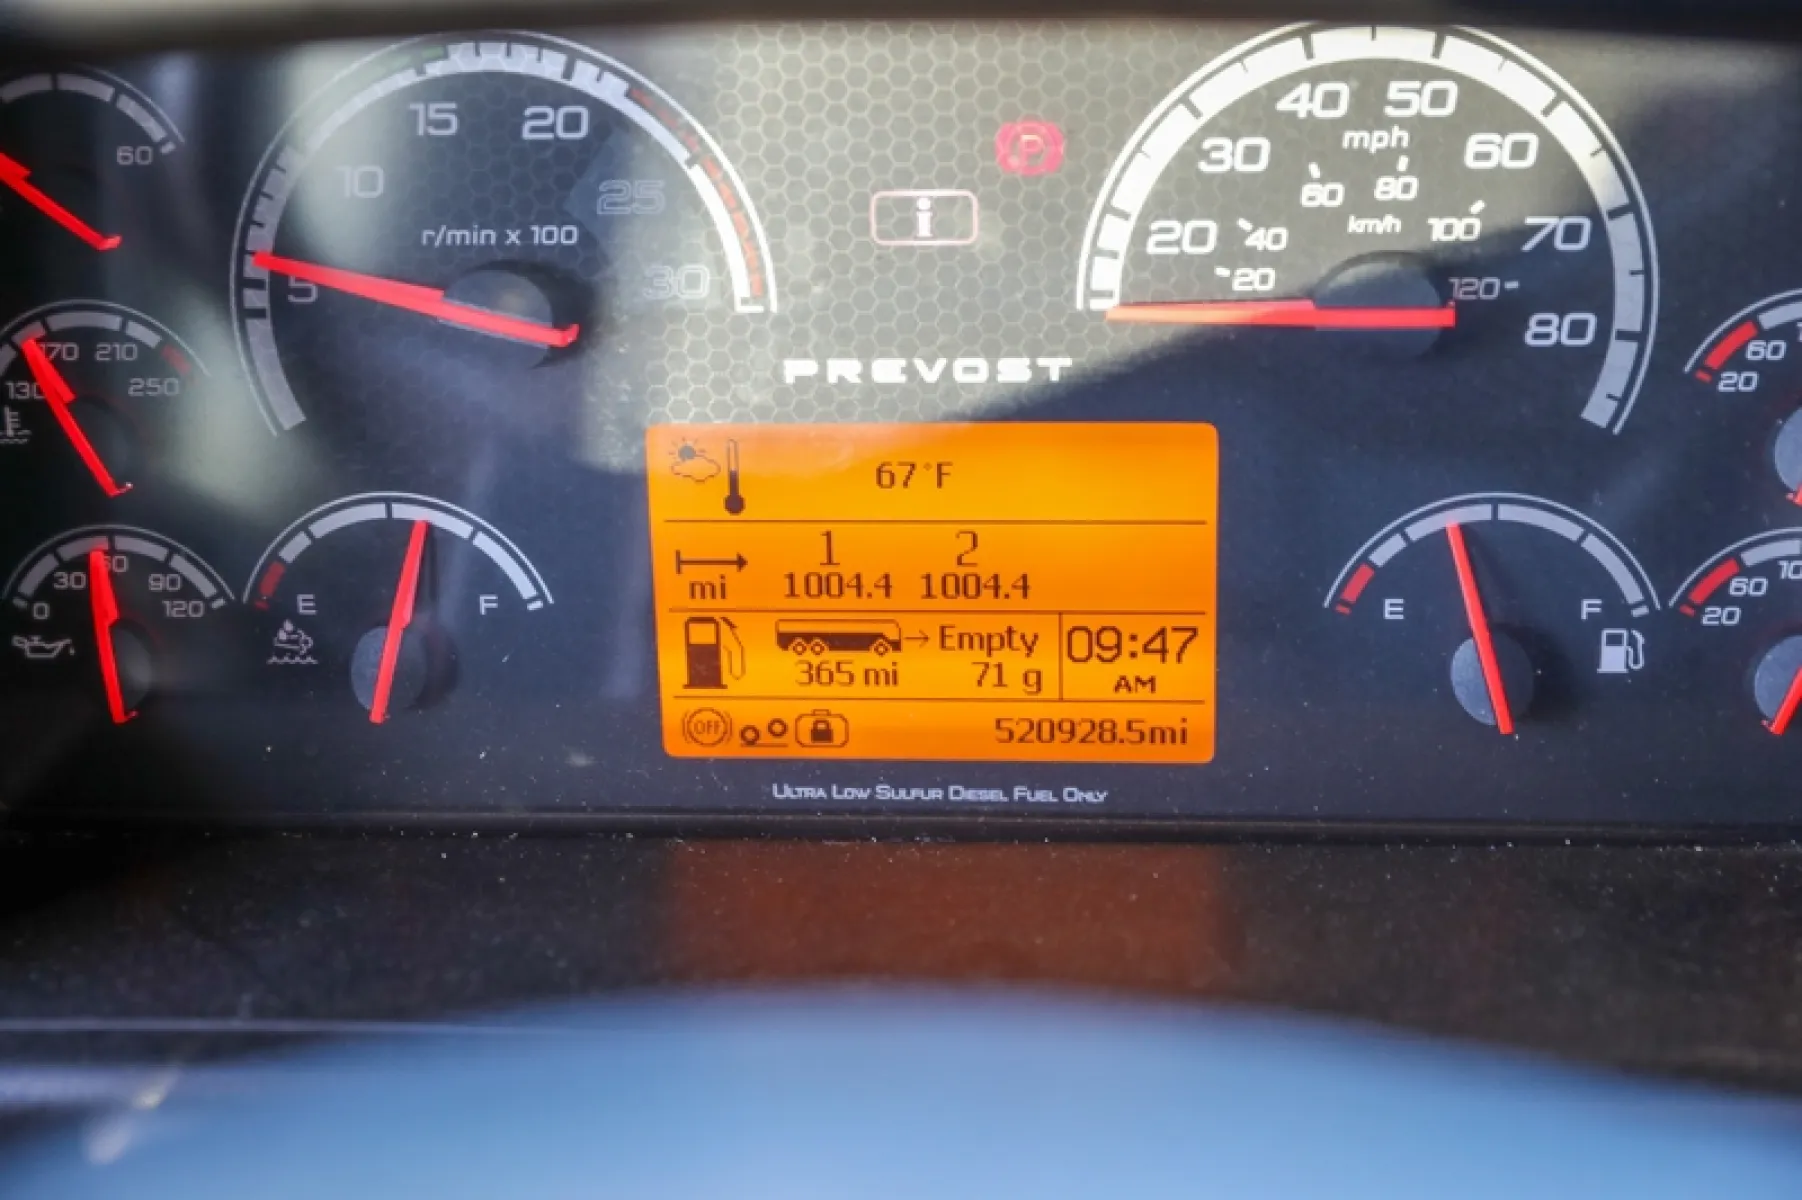 60
15 20
10 25
r/min x 100
5 30
P
i
40 50
mph
30 60
60 80
km/h
20 40 100 70
20 120
80
PREVOST
130 170 210
250
60
20
67°F
1 2
mi 1004.4 1004.4
→ Empty
365 mi 71 g
09:47
AM
OFF 520928.5mi
ULTRA LOW SULFUR DIESEL FUEL ONLY
0 30 60 90
120
E F
E F
60
20